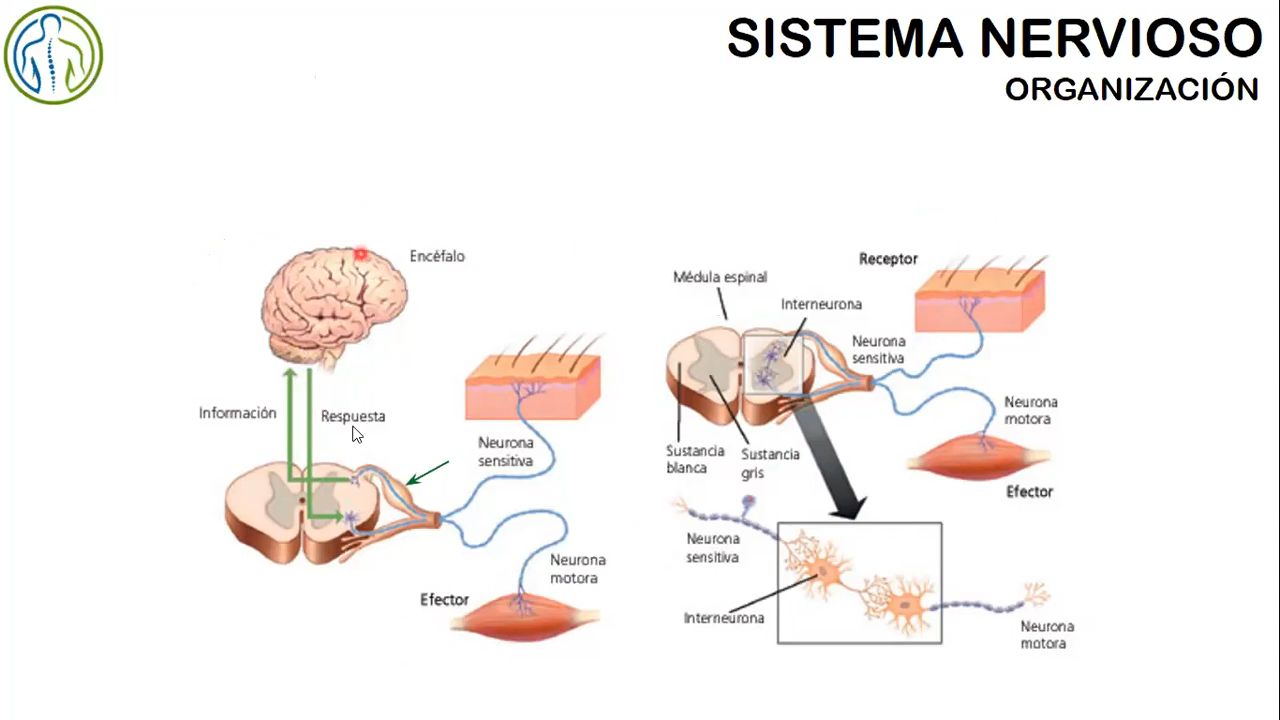 SISTEMA NERVIOSO
ORGANIZACIÓN
Encéfalo
Información
Respuesta
Neurona
sensitiva
Neurona
motora
Efector
Receptor
Médula espinal
Interneurona
Neurona
sensitiva
Neurona
motora
Sustancia
blanca
Sustancia
gris
Efector
Neurona
sensitiva
Interneurona
Neurona
motora